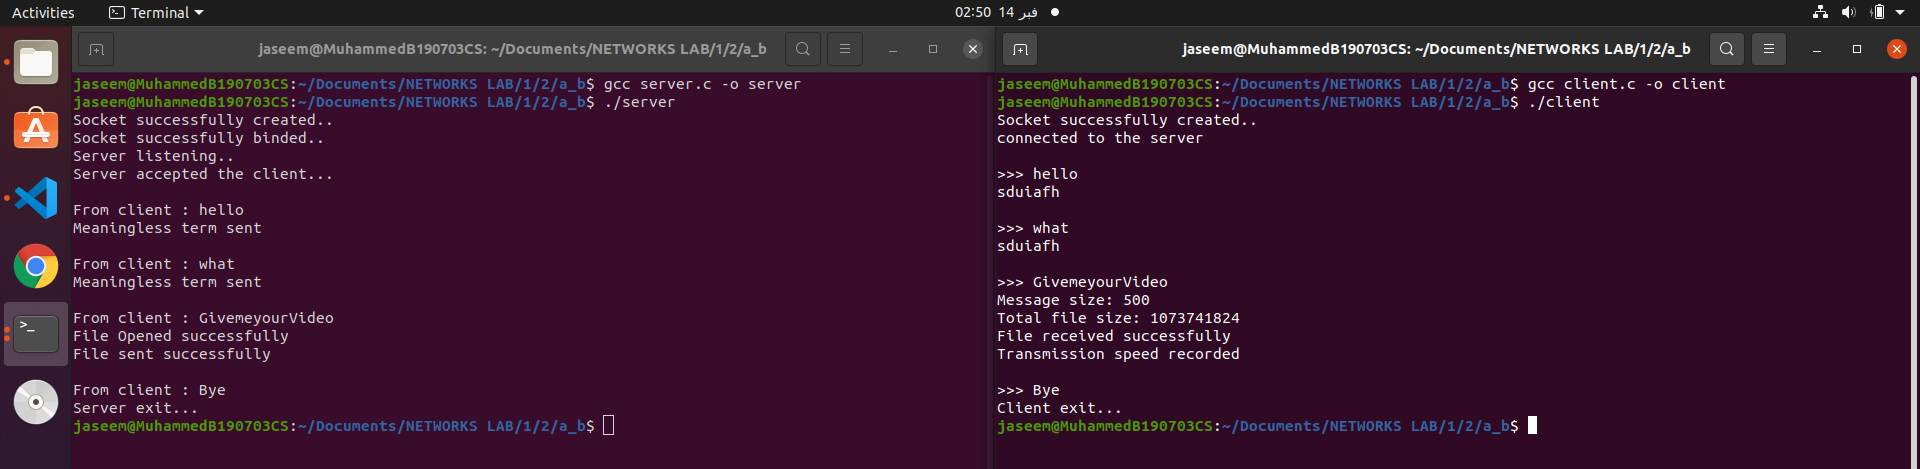 Activities
Terminal
02:50 14 فبر
jaseem@MuhammedB190703CS: ~/Documents/NETWORKS LAB/1/2/a_b
jaseem@MuhammedB190703CS:~/Documents/NETWORKS LAB/1/2/a_b$ gcc server.c -o server
jaseem@MuhammedB190703CS:~/Documents/NETWORKS LAB/1/2/a_b$ ./server
Socket successfully created..
Socket successfully binded..
Server listening..
Server accepted the client...
From client : hello
Meaningless term sent
From client : what
Meaningless term sent
From client : GivemeyourVideo
File Opened successfully
File sent successfully
From client : Bye
Server exit...
jaseem@MuhammedB190703CS:~/Documents/NETWORKS LAB/1/2/a_b$
jaseem@MuhammedB190703CS: ~/Documents/NETWORKS LAB/1/2/a_b
jaseem@MuhammedB190703CS:~/Documents/NETWORKS LAB/1/2/a_b$ gcc client.c -o client
jaseem@MuhammedB190703CS:~/Documents/NETWORKS LAB/1/2/a_b$ ./client
Socket successfully created..
connected to the server
>>> hello
sduiafh
>>> what
sduiafh
>>> GivemeyourVideo
Message size: 500
Total file size: 1073741824
File received successfully
Transmission speed recorded
>>> Bye
Client exit...
jaseem@MuhammedB190703CS:~/Documents/NETWORKS LAB/1/2/a_b$